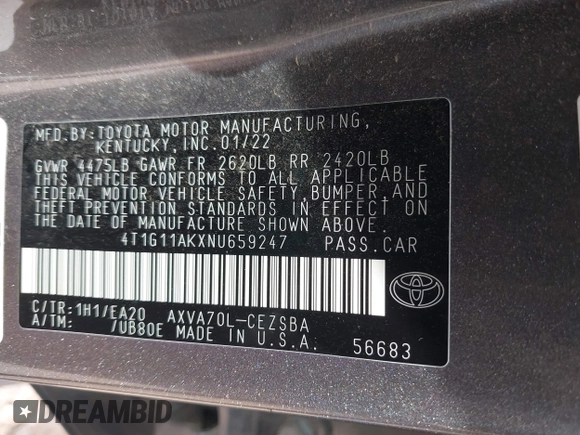 MFD.BY:TOYOTA MOTOR MANUFACTURING,
KENTUCKY, INC. 01/22
GVWR 4475LB GAWR FR 2620LB RR 2420LB
THIS VEHICLE CONFORMS TO ALL APPLICABLE
FEDERAL MOTOR VEHICLE SAFETY, BUMPER, AND
THEFT PREVENTION STANDARDS IN EFFECT ON
THE DATE OF MANUFACTURE SHOWN ABOVE.
4T1G11AKXNU659247 PASS.CAR
C/TR:1H1/EA20 AXVA70L-CEZSBA
A/TM: /UB80E MADE IN U.S.A. 56683
DREAMBID